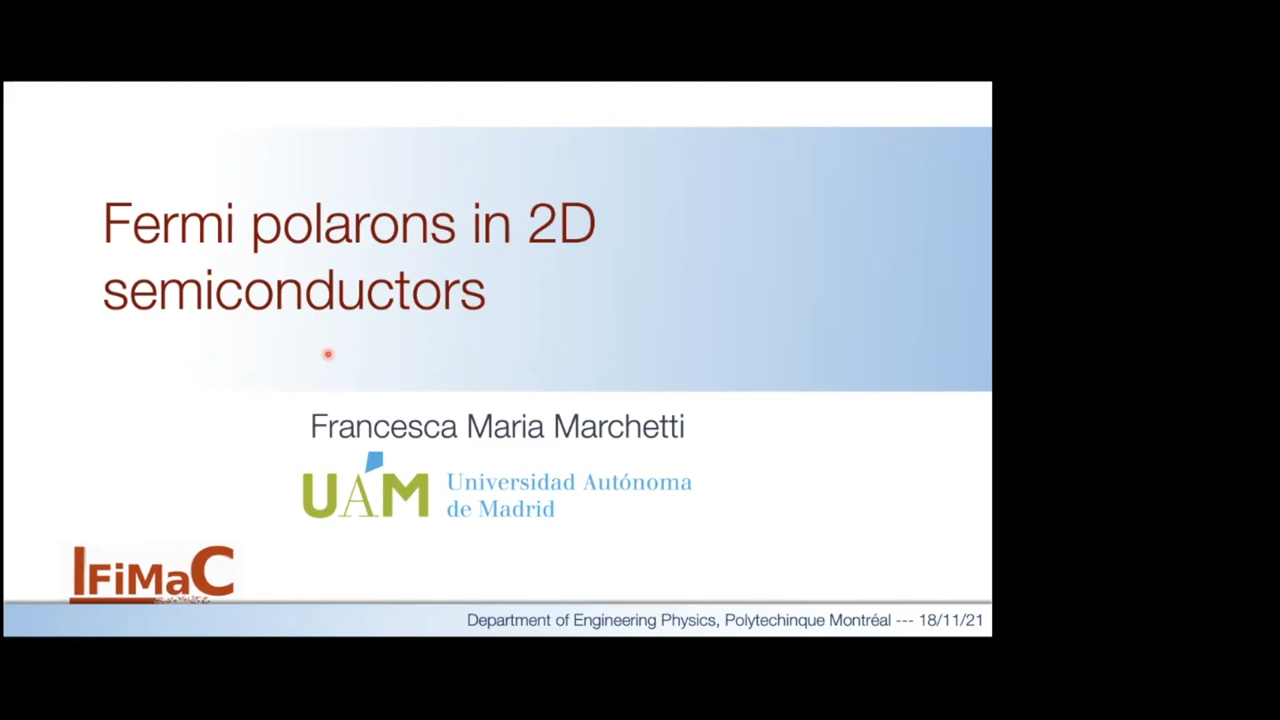 Fermi polarons in 2D
semiconductors
Francesca Maria Marchetti
UAM Universidad Autónoma
de Madrid
IFiMaC
Department of Engineering Physics, Polytechinque Montréal --- 18/11/21